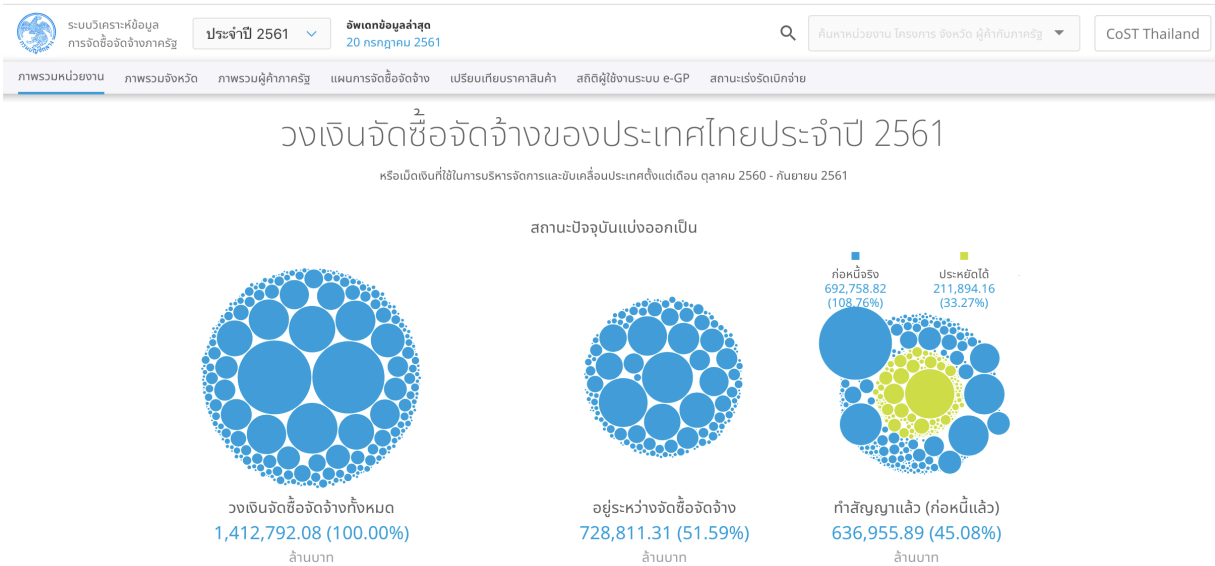 ระบบวิเคราะห์ข้อมูล
การจัดซื้อจัดจ้างภาครัฐ
ประจำปี 2561
อัพเดทข้อมูลล่าสุด
20 กรกฎาคม 2561
ค้นหาหน่วยงาน โครงการ จังหวัด ผู้ค้ากับภาครัฐ
CoST Thailand
ภาพรวมหน่วยงาน ภาพรวมจังหวัด ภาพรวมผู้ค้าภาครัฐ แผนการจัดซื้อจัดจ้าง เปรียบเทียบราคาสินค้า สถิติผู้ใช้งานระบบ e-GP สถานะเร่งรัดเบิกจ่าย
วงเงินจัดซื้อจัดจ้างของประเทศไทยประจำปี 2561
หรือเม็ดเงินที่ใช้ในการบริหารจัดการและขับเคลื่อนประเทศตั้งแต่เดือน ตุลาคม 2560 - กันยายน 2561
สถานะปัจจุบันแบ่งออกเป็น
ก่อหนี้จริง
692,758.82
(108.76%)
ประหยัดได้
211,894.16
(33.27%)
วงเงินจัดซื้อจัดจ้างทั้งหมด
1,412,792.08 (100.00%)
ล้านบาท
อยู่ระหว่างจัดซื้อจัดจ้าง
728,811.31 (51.59%)
ล้านบาท
ทำสัญญาแล้ว (ก่อหนี้แล้ว)
636,955.89 (45.08%)
ล้านบาท